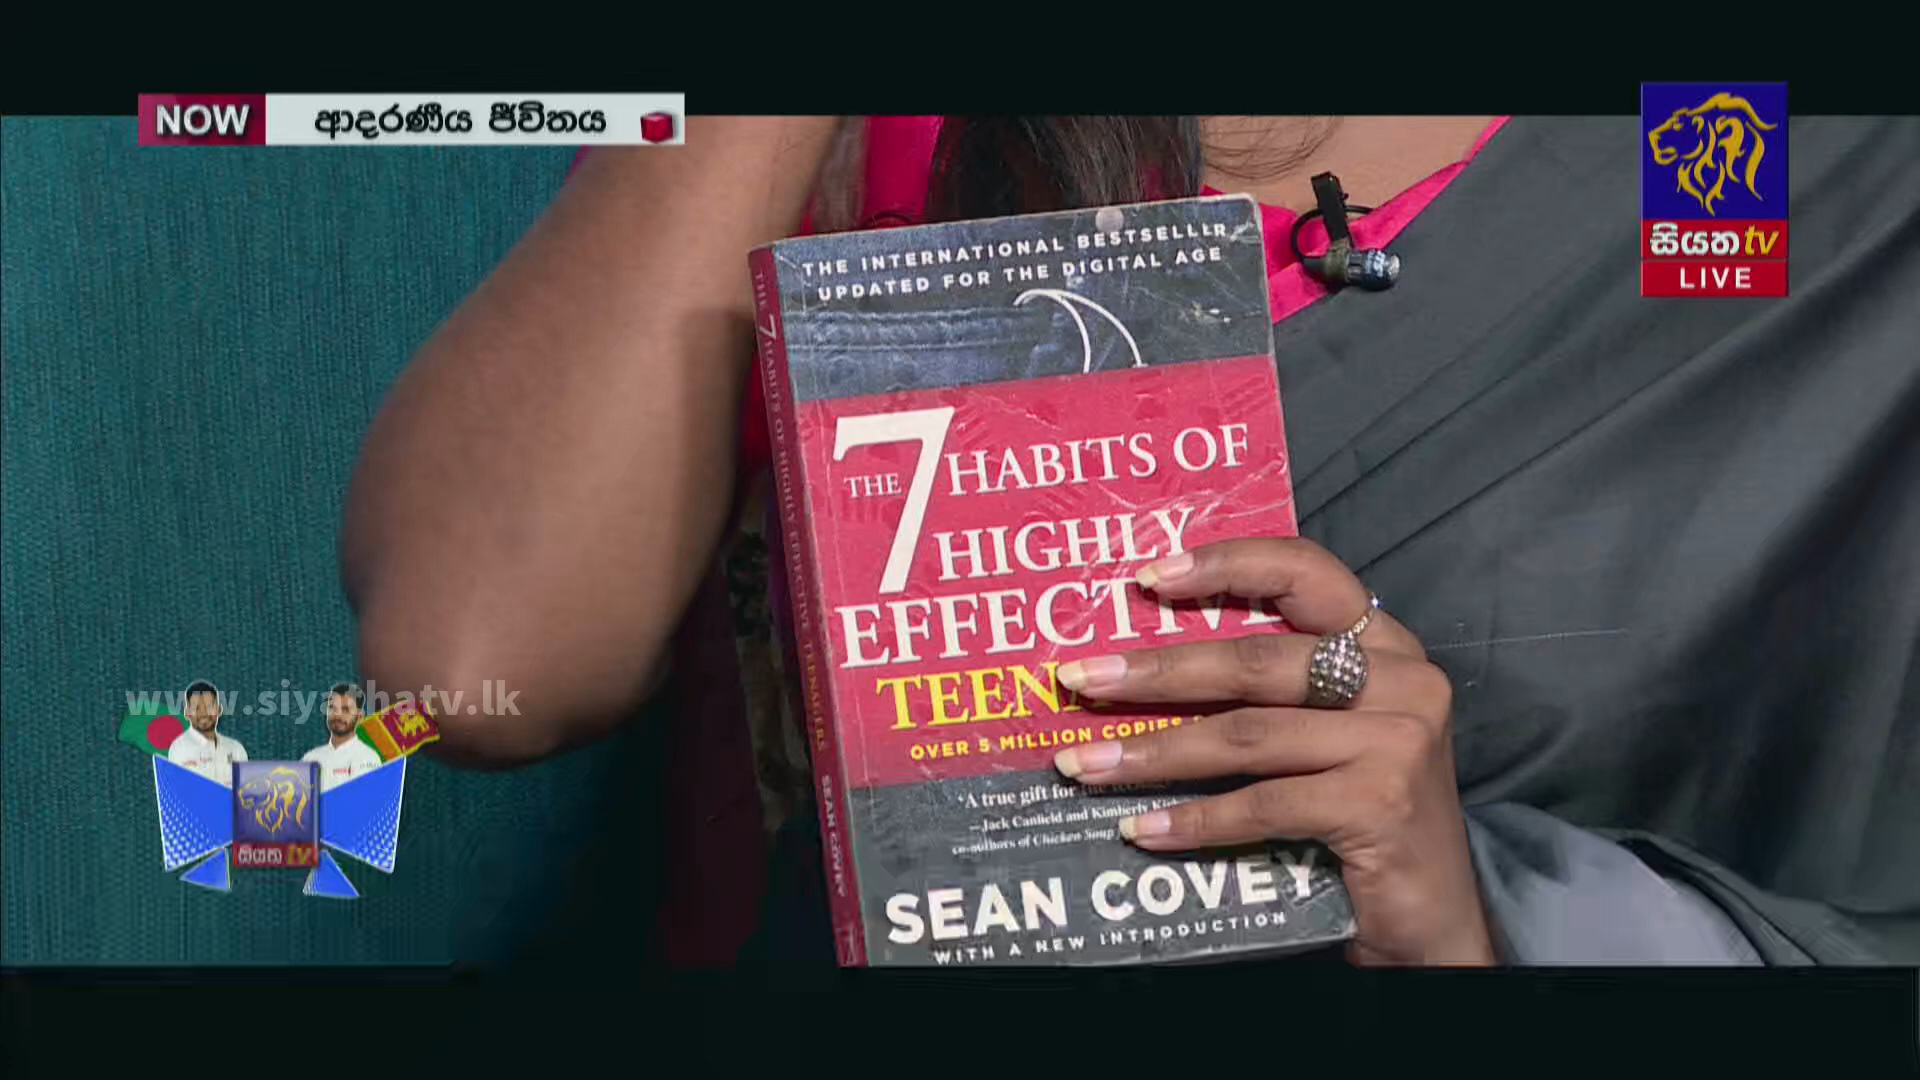 NOW ආදරණීය ජීවිතය
සියත tv
LIVE
THE INTERNATIONAL BESTSELLER
UPDATED FOR THE DIGITAL AGE
THE 7 HABITS OF
HIGHLY
EFFECTIVE
TEENA
OVER 5 MILLION COPIES
'A true gift for
—Jack Canfield and Kimberly
co-authors of Chicken Soup
SEAN COVEY
WITH A NEW INTRODUCTION
THE 7 HABITS OF HIGHLY EFFECTIVE TEENAGERS SEAN COVEY
www.siyathatv.lk
සියත tv